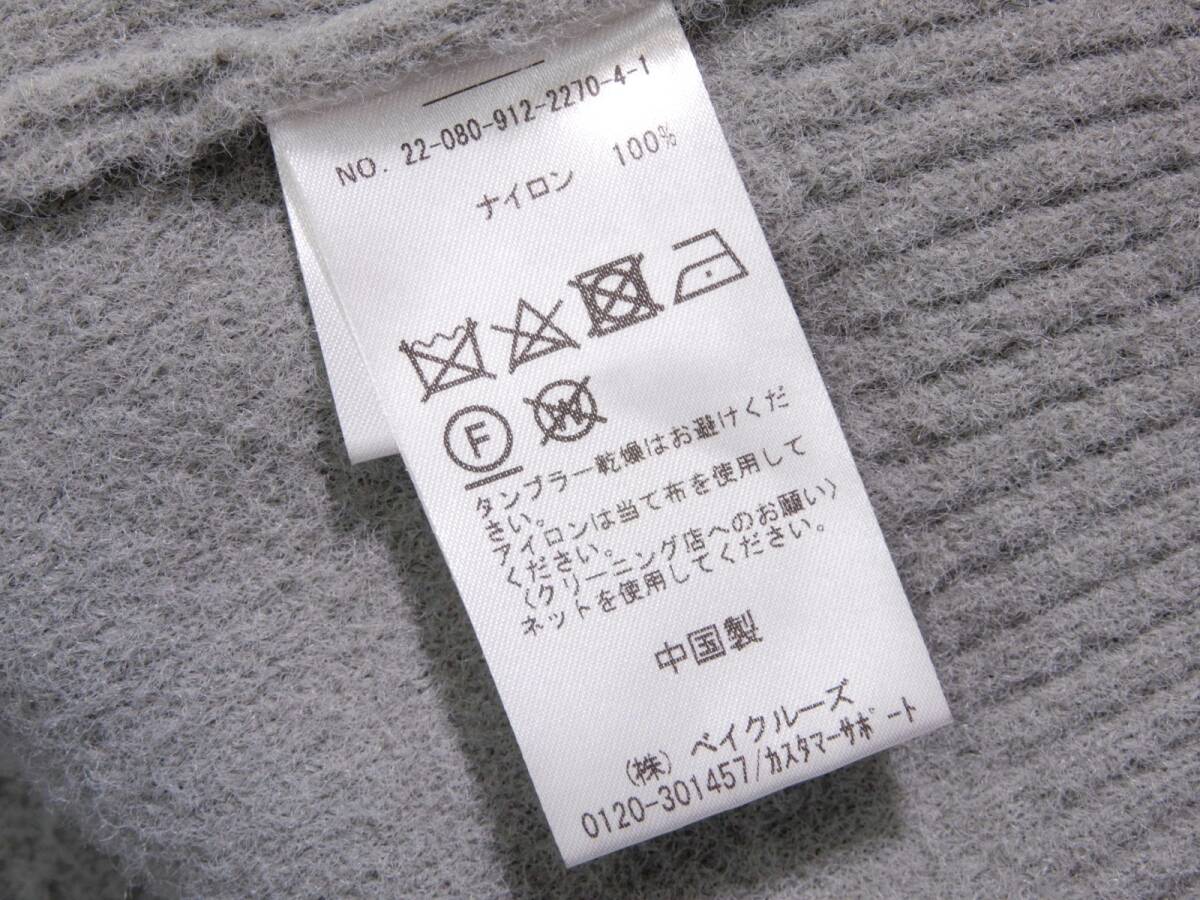 NO. 22-080-912-2270-4-1
ナイロン 100%
F
W
タンブラー乾燥はお避けくだ
さい。
アイロンは当て布を使用して
ください。
〈クリーニング店へのお願い〉
ネットを使用してください。
中国製
(株) ベイクルーズ
0120-301457/カスタマーサポート